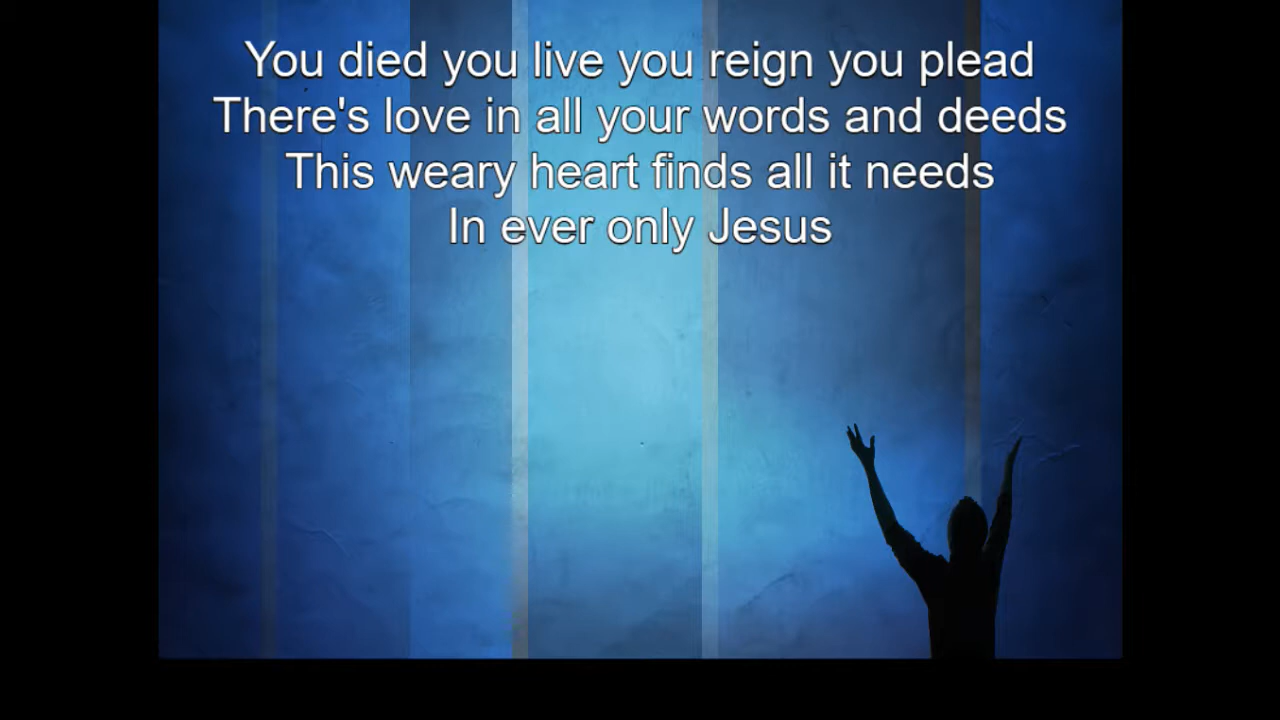 You died you live you reign you plead
There's love in all your words and deeds
This weary heart finds all it needs
In ever only Jesus